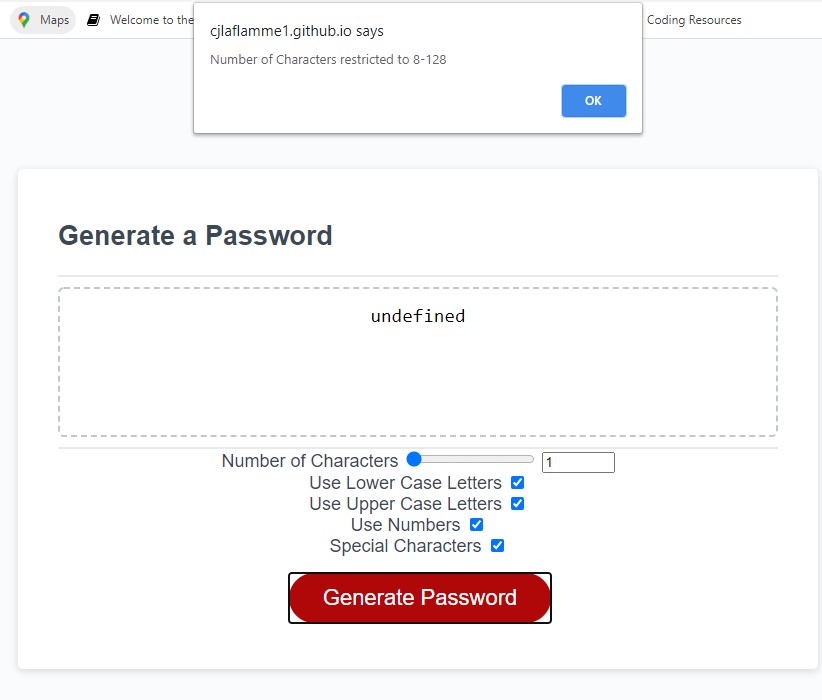 Maps
Welcome to the
Coding Resources
cjlaflamme1.github.io says
Number of Characters restricted to 8-128
OK
Generate a Password
undefined
Number of Characters 1
Use Lower Case Letters
Use Upper Case Letters
Use Numbers
Special Characters
Generate Password